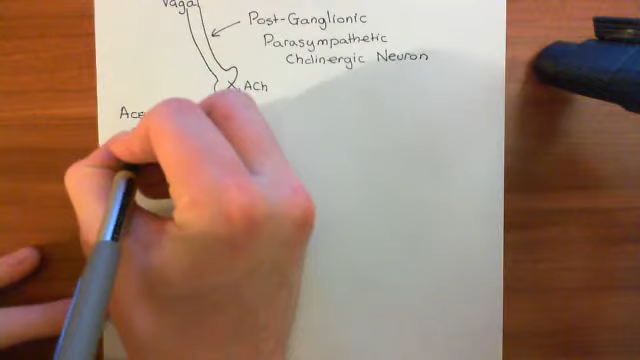 Vagal
Post-Ganglionic
Parasympathetic
Cholinergic Neuron
ACh